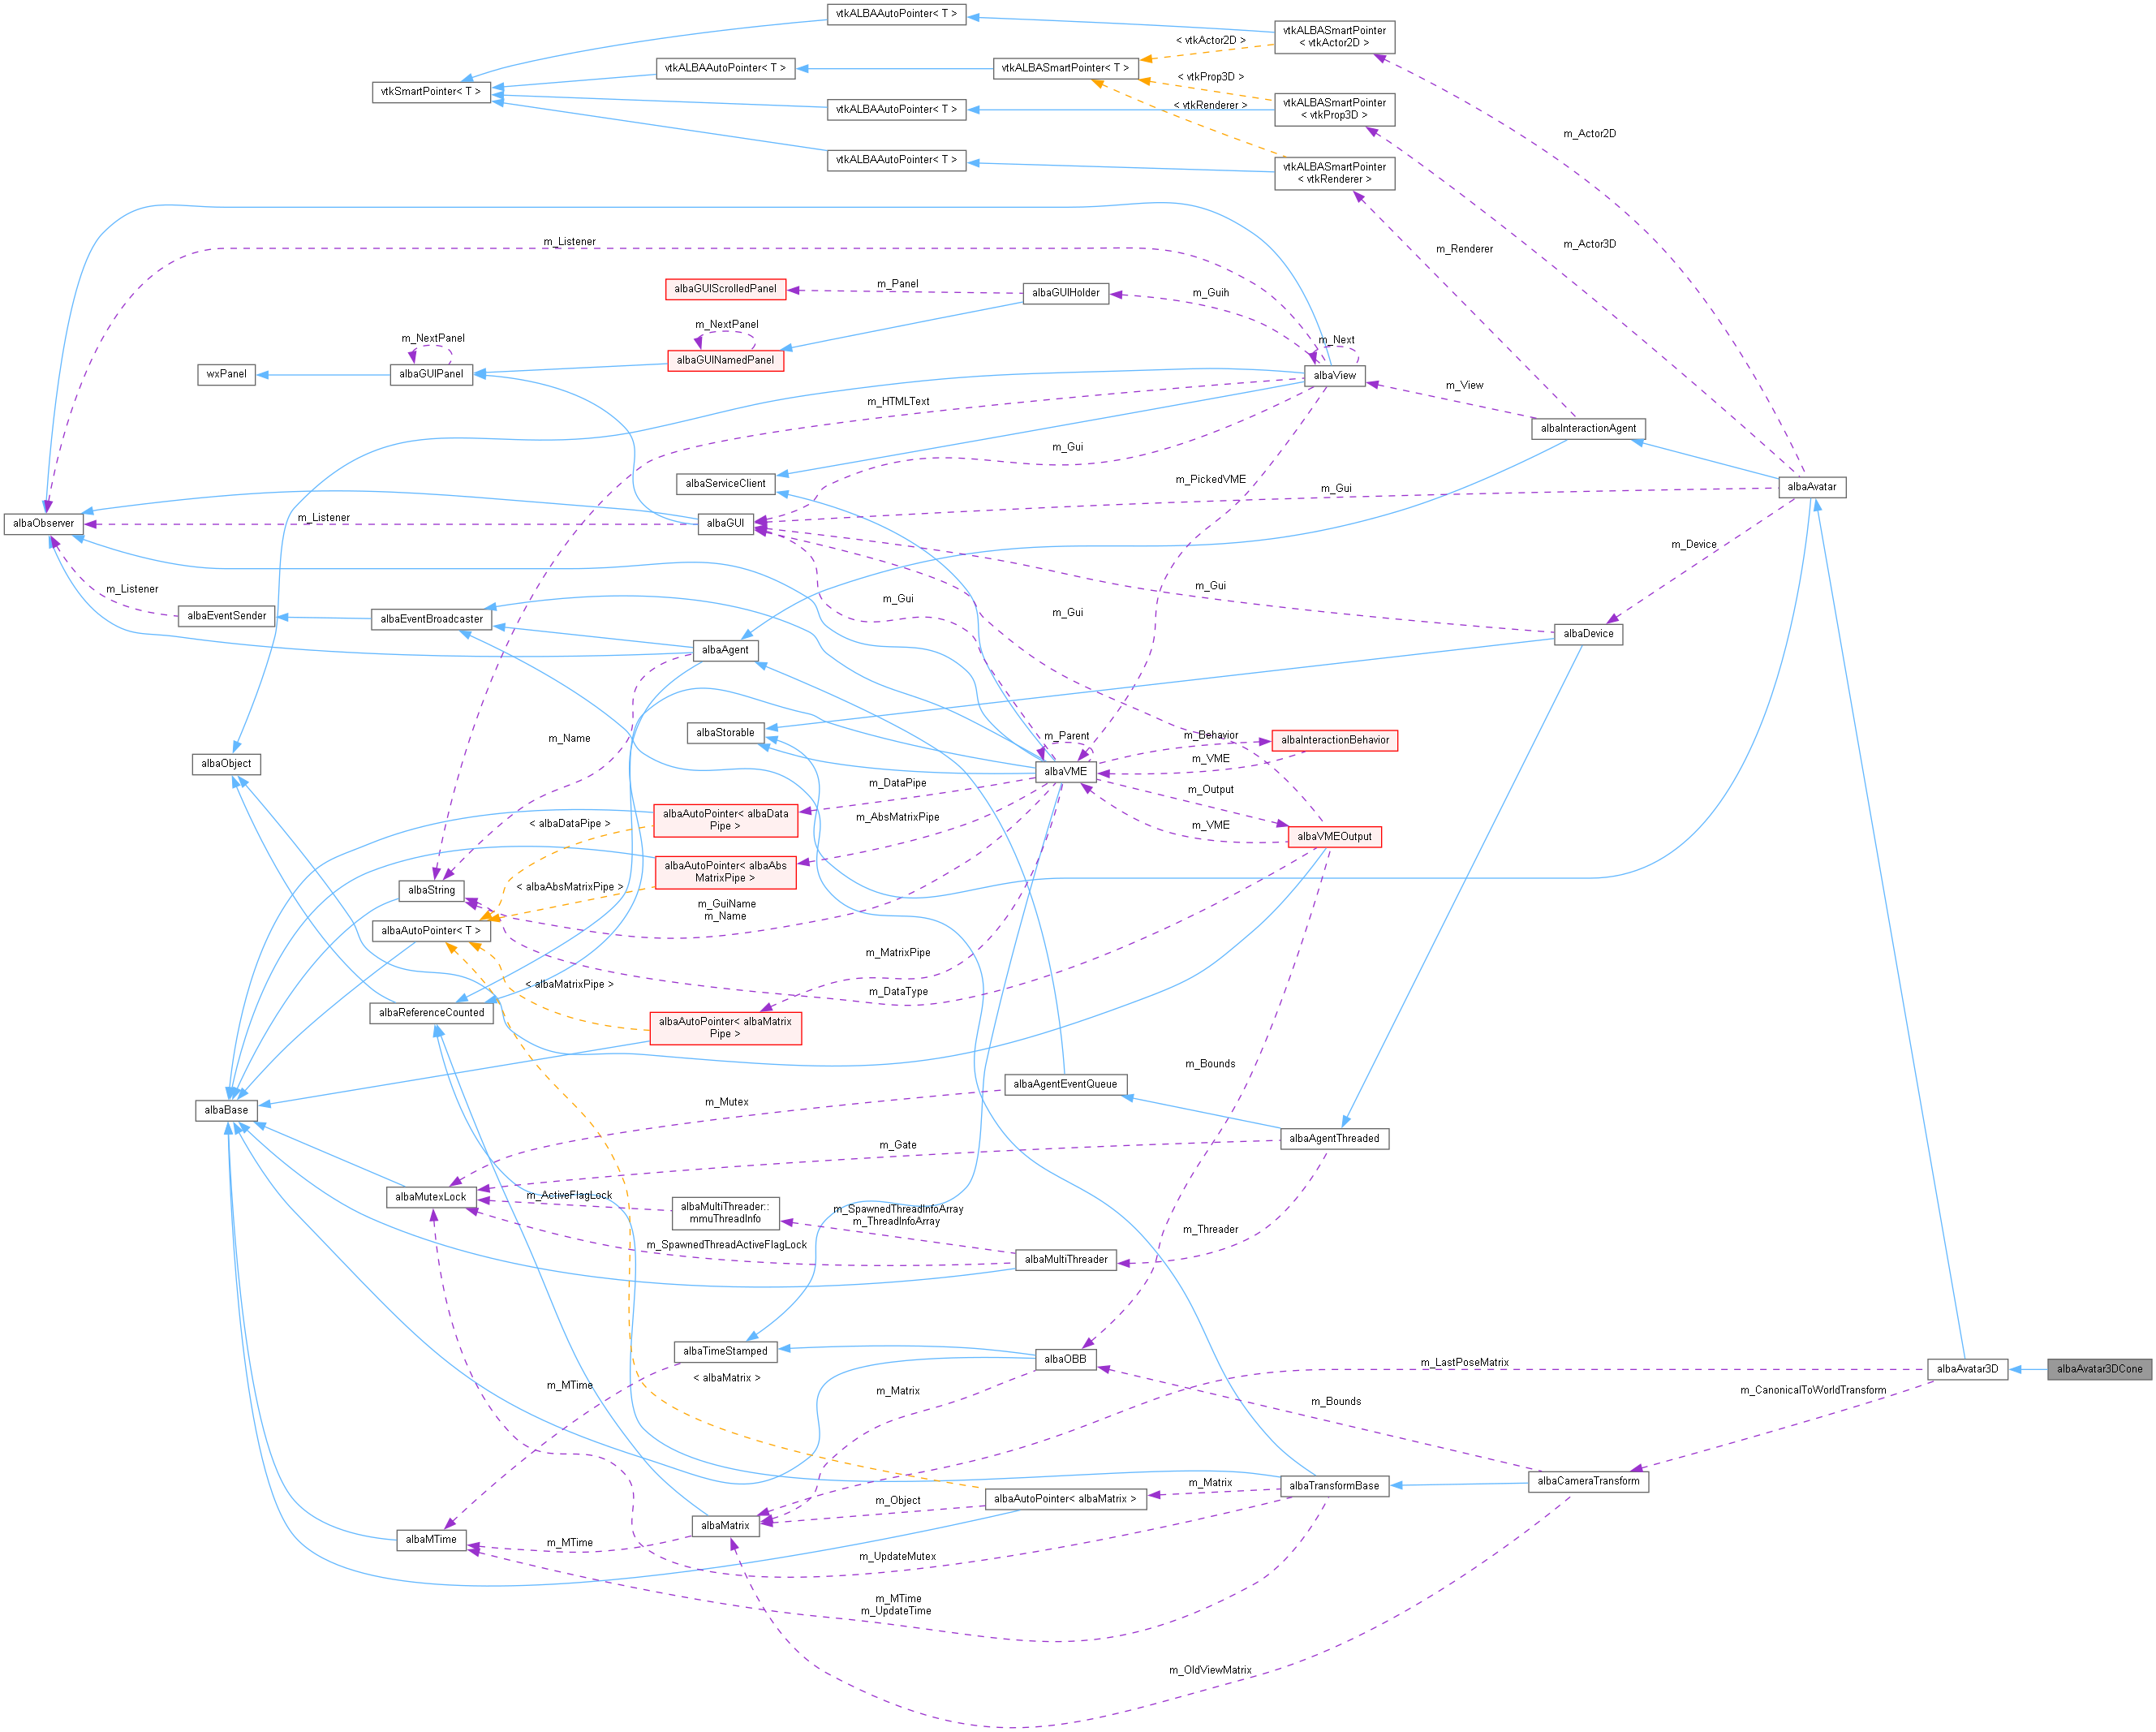 vtkALBAAutoPointer< T >
vtkALBASmartPointer
< vtkActor2D >
< vtkActor2D >
vtkALBAAutoPointer< T >
vtkALBASmartPointer< T >
vtkSmartPointer< T >
< vtkProp3D >
vtkALBAAutoPointer< T >
vtkALBASmartPointer
< vtkProp3D >
< vtkRenderer >
m_Actor2D
vtkALBAAutoPointer< T >
vtkALBASmartPointer
< vtkRenderer >
m_Listener
m_Renderer
m_Actor3D
albaGUIScrolledPanel
m_Panel
albaGUIHolder
m_Guih
m_NextPanel
m_NextPanel
m_Next
albaGUINamedPanel
wxPanel
albaGUIPanel
albaView
m_View
m_HTMLText
albaInteractionAgent
m_Gui
albaServiceClient
m_PickedVME
m_Gui
albaAvatar
albaObserver
m_Listener
albaGUI
m_Device
m_Listener
m_Gui
m_Gui
m_Gui
albaEventSender
albaEventBroadcaster
albaDevice
albaAgent
m_Name
albaStorable
m_Parent
m_Behavior
albaInteractionBehavior
albaObject
albaVME
m_VME
m_DataPipe
m_Output
albaAutoPointer< albaData
Pipe >
< albaDataPipe >
m_AbsMatrixPipe
m_VME
albaVMEOutput
albaAutoPointer< albaAbs
MatrixPipe >
albaString
< albaAbsMatrixPipe >
m_GuiName
m_Name
albaAutoPointer< T >
m_MatrixPipe
< albaMatrixPipe >
m_DataType
albaReferenceCounted
albaAutoPointer< albaMatrix
Pipe >
m_Bounds
albaAgentEventQueue
albaBase
m_Mutex
albaAgentThreaded
m_Gate
albaMutexLock
m_ActiveFlagLock
albaMultiThreader::
mmuThreadInfo
m_SpawnedThreadInfoArray
m_ThreadInfoArray
m_Threader
m_SpawnedThreadActiveFlagLock
albaMultiThreader
albaTimeStamped
albaOBB
m_LastPoseMatrix
albaAvatar3D
albaAvatar3DCone
< albaMatrix >
m_MTime
m_Matrix
m_CanonicalToWorldTransform
m_Bounds
albaTransformBase
albaCameraTransform
m_Matrix
albaAutoPointer< albaMatrix >
m_Object
albaMatrix
albaMTime
m_MTime
m_UpdateMutex
m_MTime
m_UpdateTime
m_OldViewMatrix